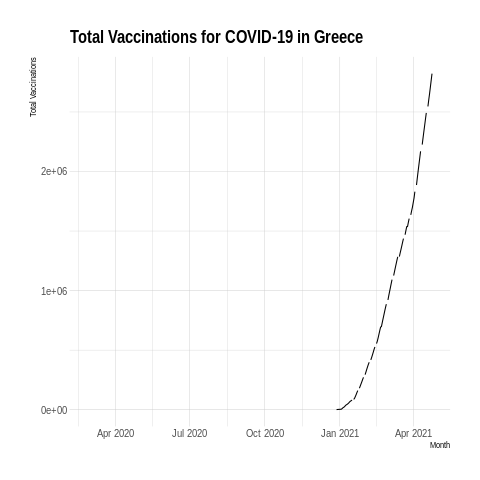 Total Vaccinations for COVID-19 in Greece
Total Vaccinations
2e+06
1e+06
0e+00
Apr 2020 Jul 2020 Oct 2020 Jan 2021 Apr 2021
Month